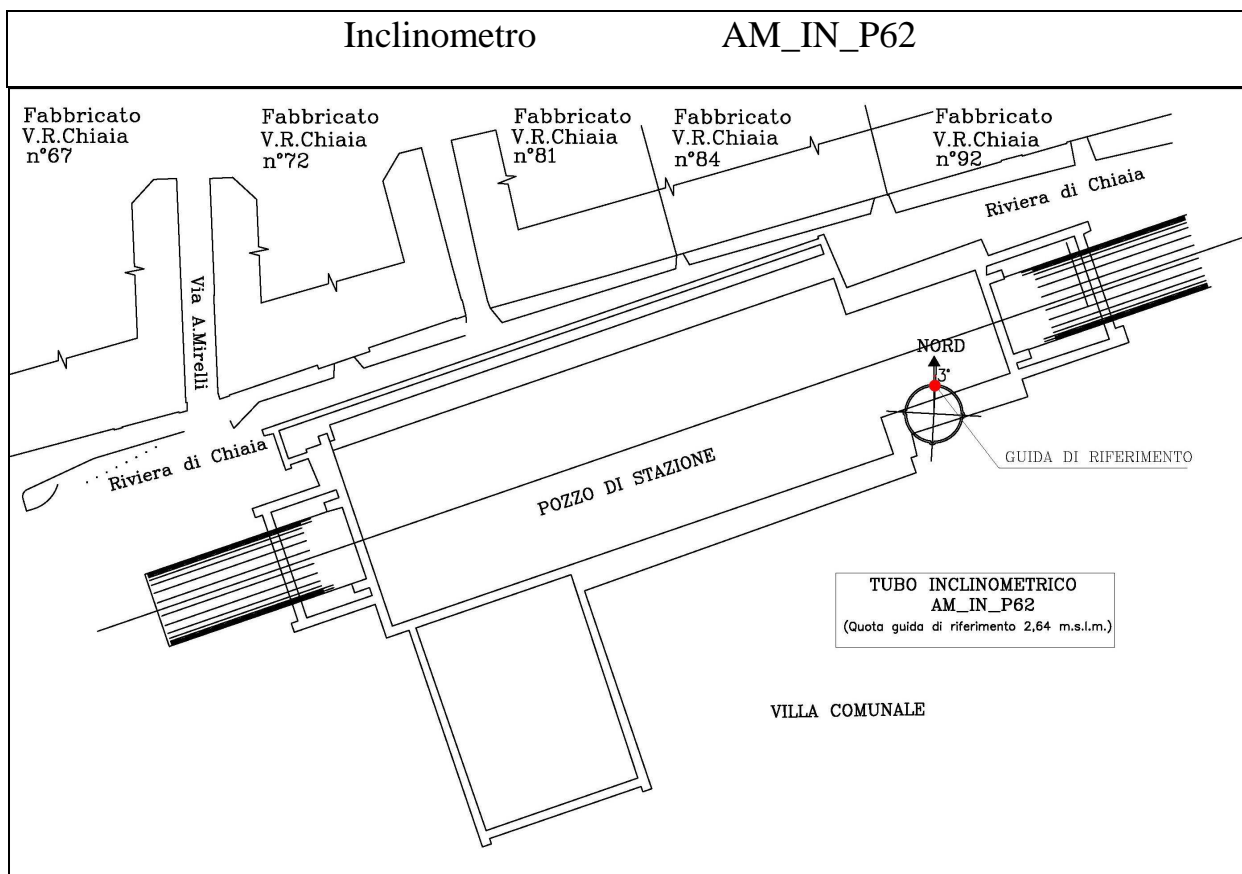 Inclinometro AM_IN_P62
Fabbricato
V.R.Chiaia
n°67
Fabbricato
V.R.Chiaia
n°72
Fabbricato
V.R.Chiaia
n°81
Fabbricato
V.R.Chiaia
n°84
Fabbricato
V.R.Chiaia
n°92
Riviera di Chiaia
Via A.Mirelli
NORD
3°
Riviera di Chiaia
GUIDA DI RIFERIMENTO
POZZO DI STAZIONE
TUBO INCLINOMETRICO
AM_IN_P62
(Quota guida di riferimento 2,64 m.s.l.m.)
VILLA COMUNALE